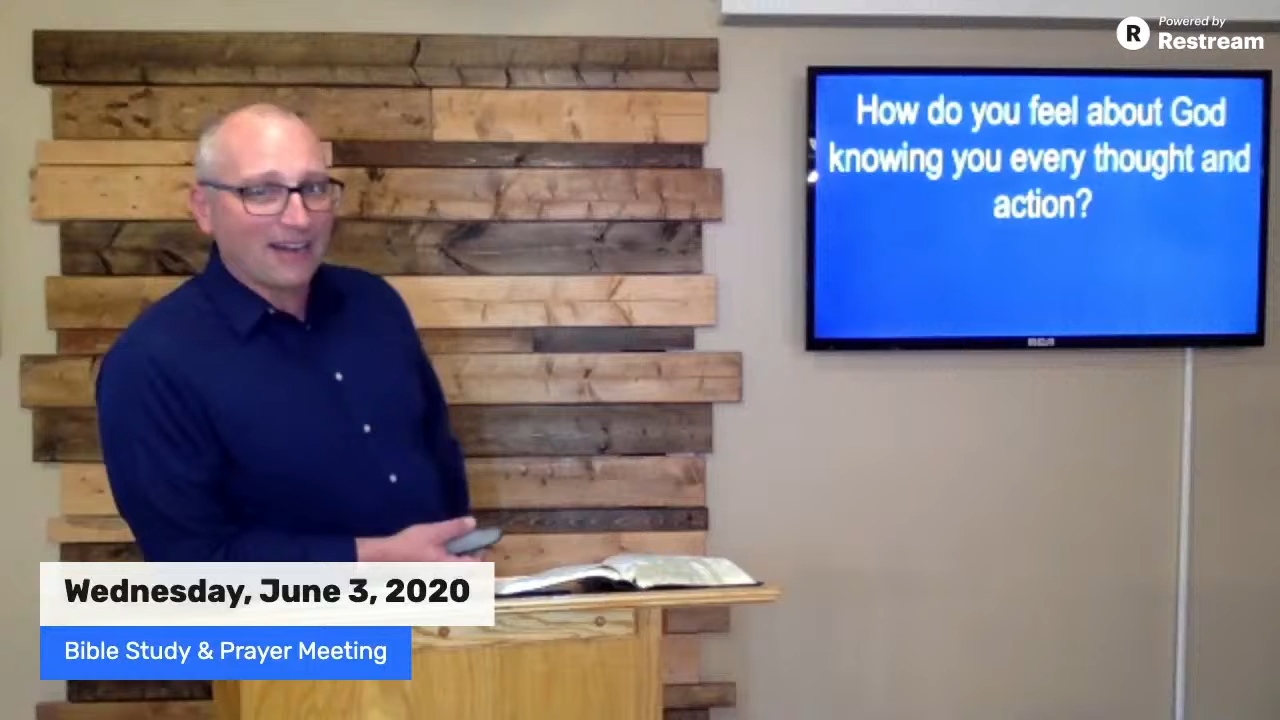 Powered by
R Restream
How do you feel about God
knowing you every thought and
action?
RCA
Wednesday, June 3, 2020
Bible Study & Prayer Meeting